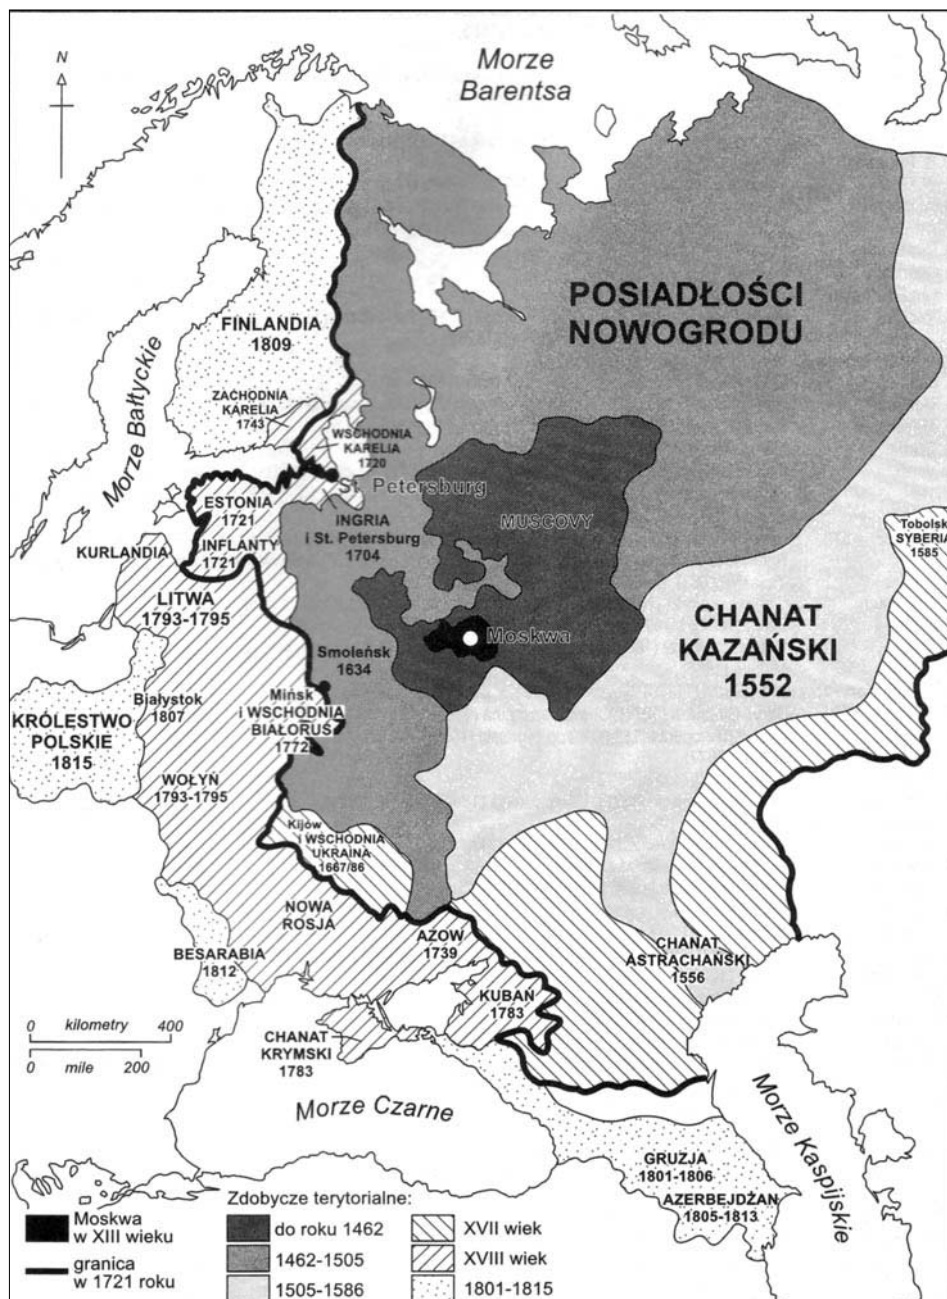 N
Morze
Barentsa
POSIADŁOŚCI
NOWOGRODU
FINLANDIA
1809
Morze Bałtyckie
ZACHODNIA
KARELIA
1743
WSCHODNIA
KARELIA
1720
St. Petersburg
ESTONIA
1721
INGRIA
i St. Petersburg
1704
MUSCOVY
Tobolsk
SYBERIA
1585
KURLANDIA
INFLANTY
1721
LITWA
1793-1795
CHANAT
KAZAŃSKI
1552
Moskwa
Smoleńsk
1634
Białystok
1807
Mińsk
i WSCHODNIA
BIAŁORUŚ
1772
KRÓLESTWO
POLSKIE
1815
WOŁYŃ
1793-1795
Kijów
i WSCHODNIA
UKRAINA
1667/86
NOWA
ROSJA
AZOW
1739
BESARABIA
1812
CHANAT
ASTRACHAŃSKI
1556
KUBAŃ
1783
0 kilometry 400
0 mile 200
CHANAT
KRYMSKI
1783
Morze Czarne
Morze Kaspijskie
GRUZJA
1801-1806
AZERBEJDŻAN
1805-1813
Moskwa
w XIII wieku
granica
w 1721 roku
Zdobycze terytorialne:
do roku 1462
1462-1505
1505-1586
XVII wiek
XVIII wiek
1801-1815